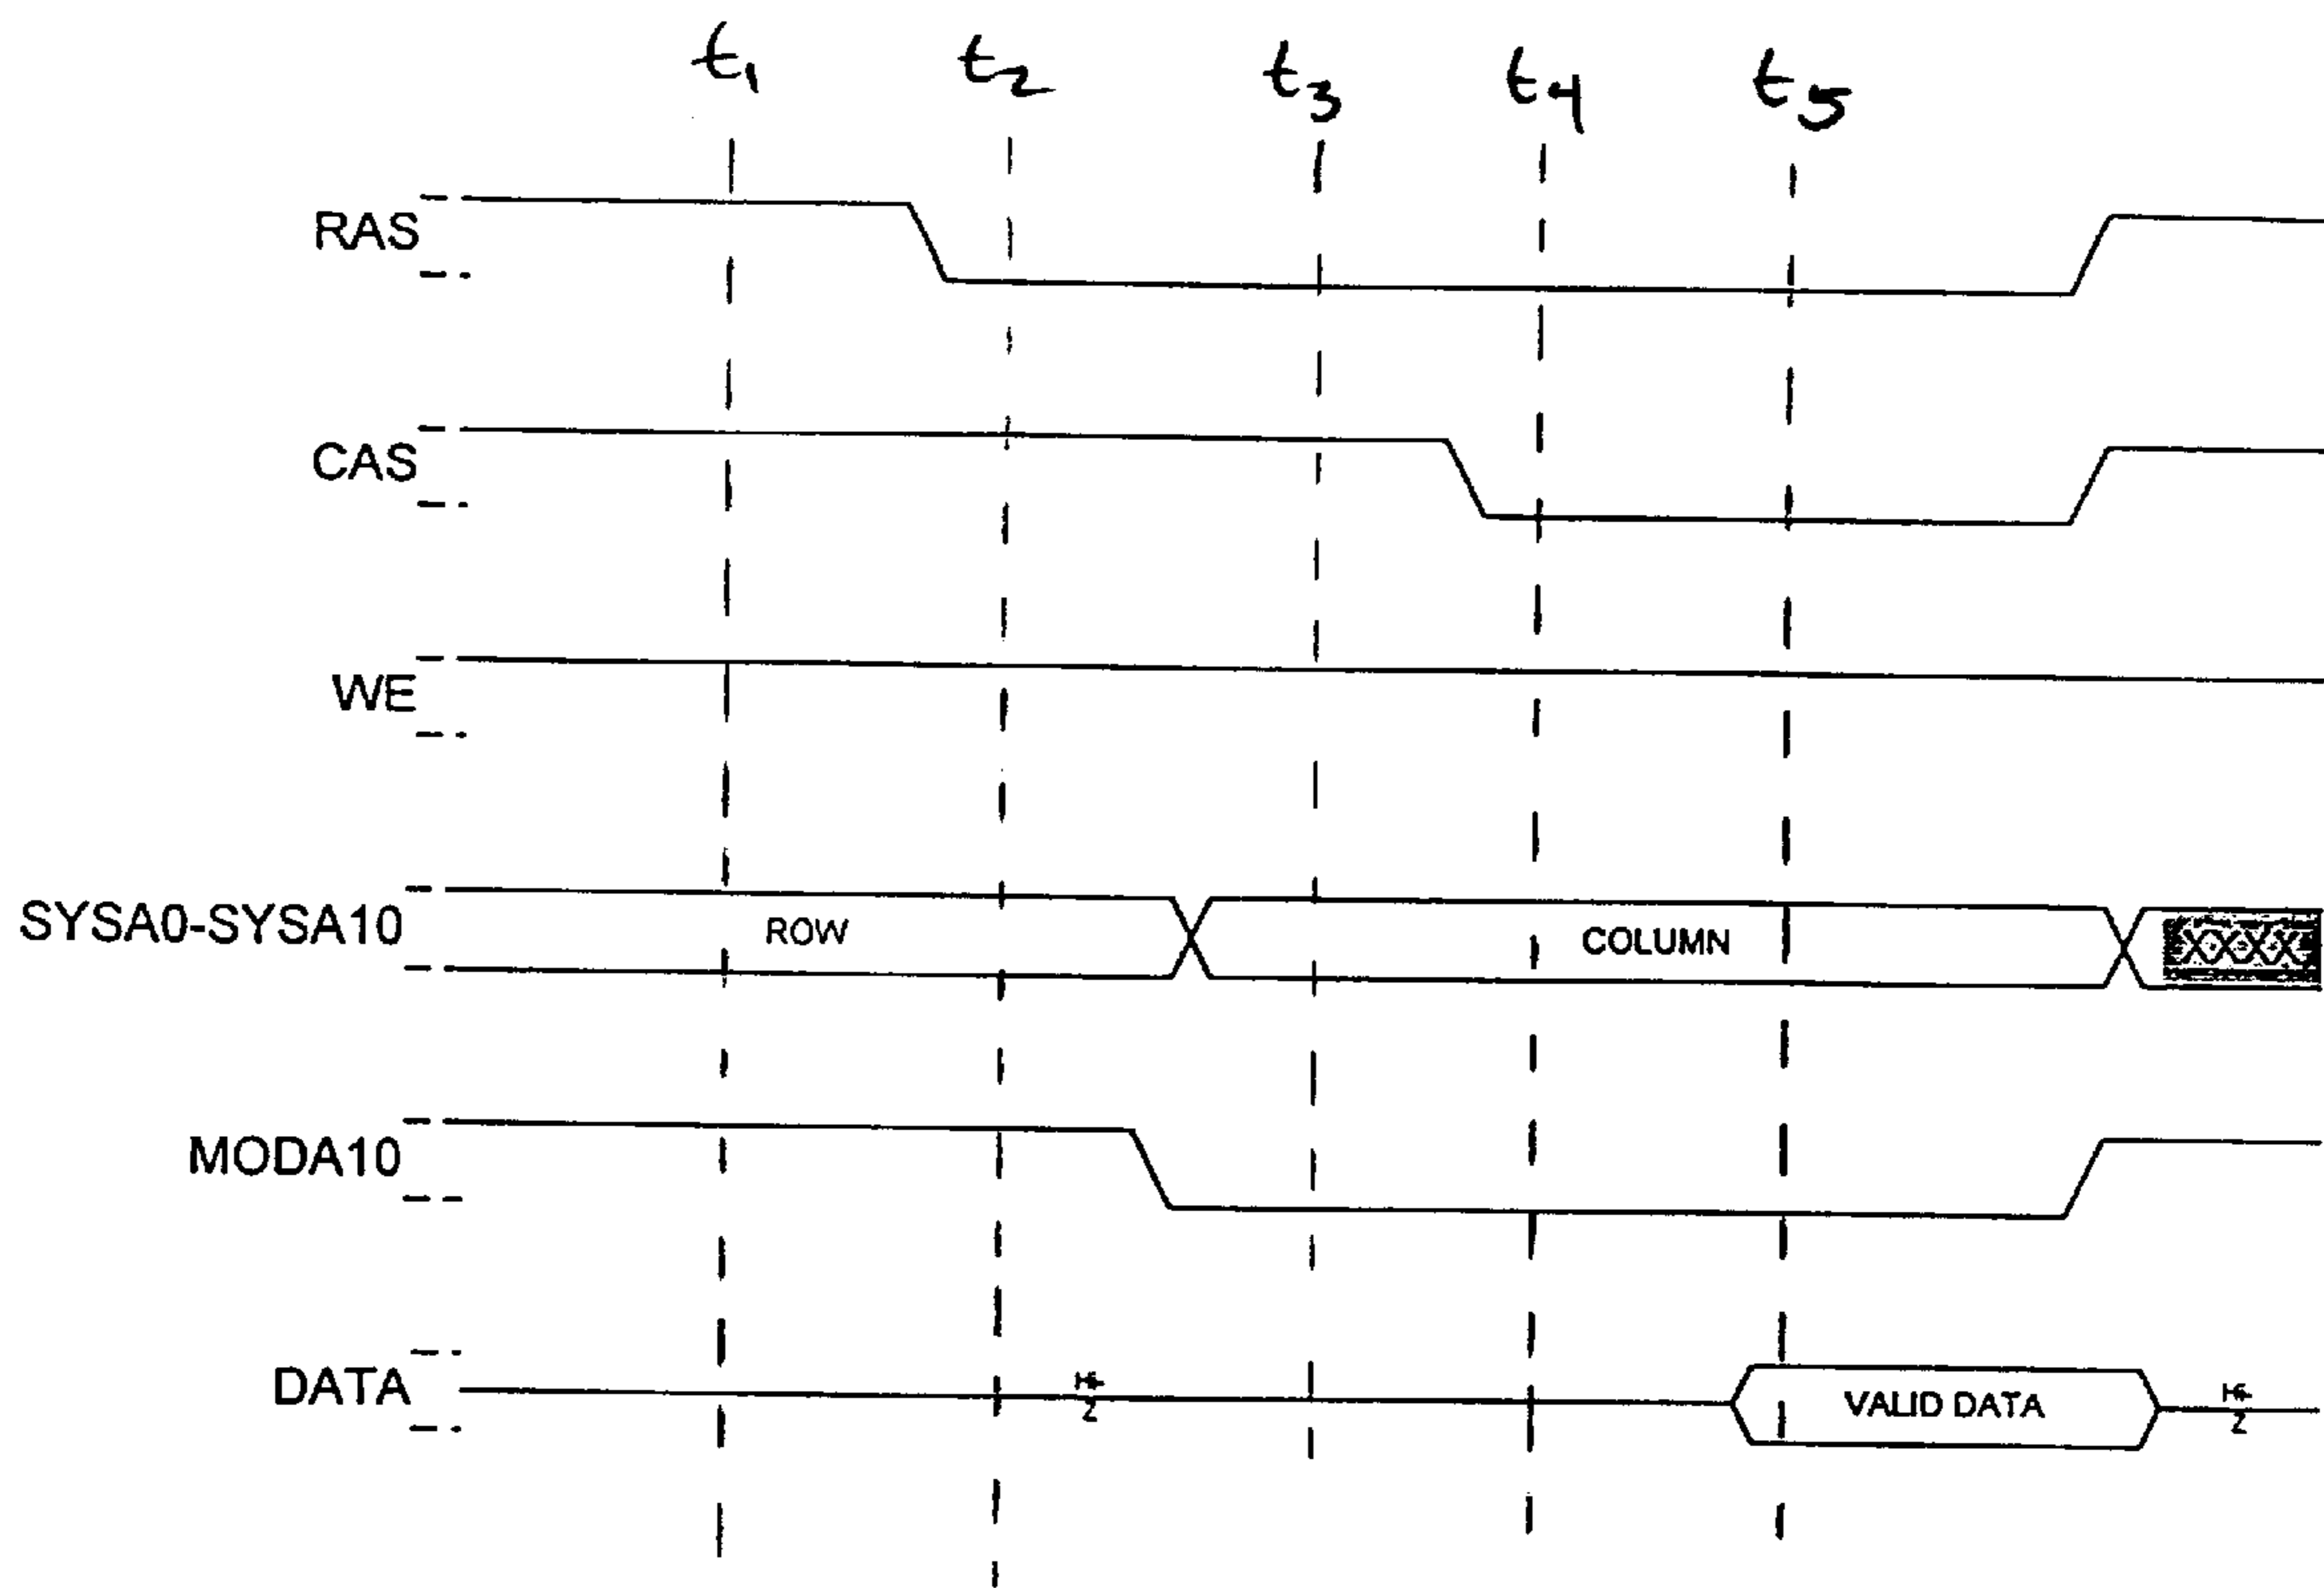 t1 t2 t3 t4 t5
RAS
CAS
WE
SYSA0-SYSA10 ROW COLUMN
MODA10
DATA HI-Z VALID DATA HI-Z